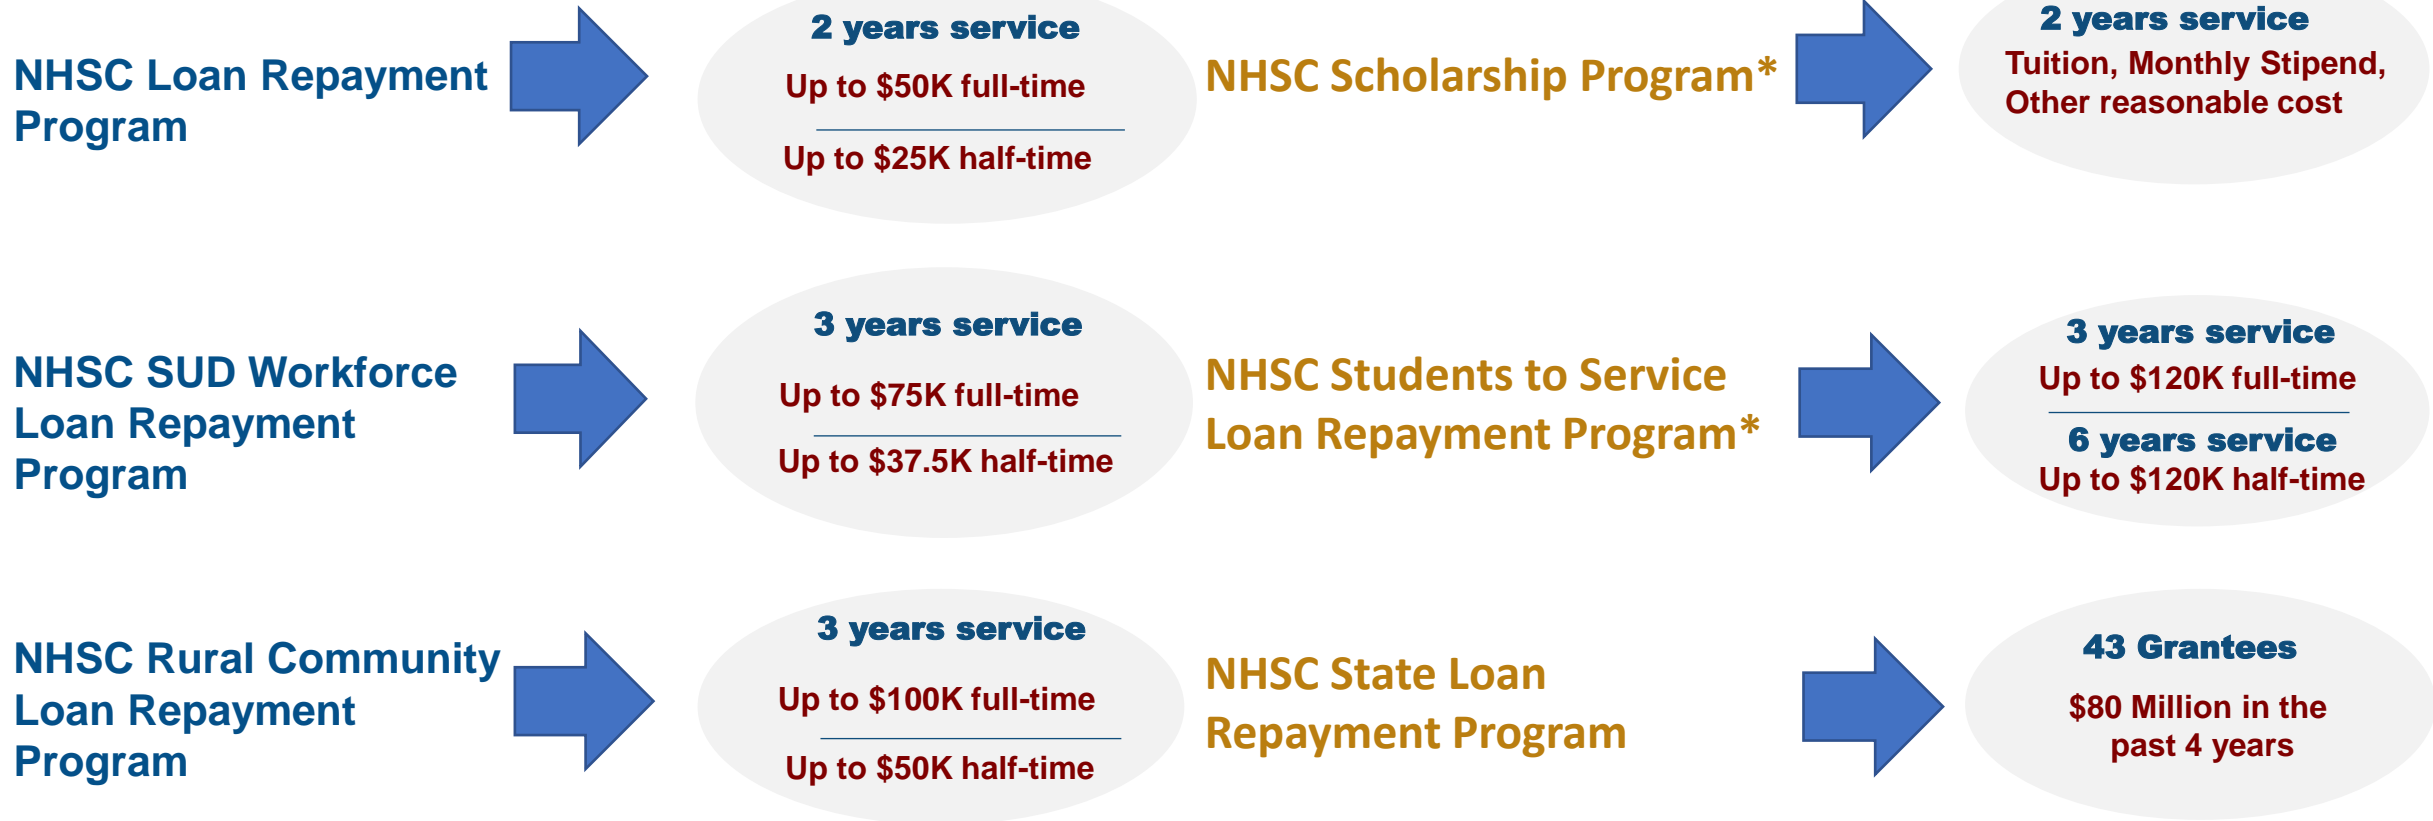 NHSC Loan Repayment
Program
2 years service
Up to $50K full-time
Up to $25K half-time
NHSC Scholarship Program*
2 years service
Tuition, Monthly Stipend,
Other reasonable cost
NHSC SUD Workforce
Loan Repayment
Program
3 years service
Up to $75K full-time
Up to $37.5K half-time
NHSC Students to Service
Loan Repayment Program*
3 years service
Up to $120K full-time
6 years service
Up to $120K half-time
NHSC Rural Community
Loan Repayment
Program
3 years service
Up to $100K full-time
Up to $50K half-time
NHSC State Loan
Repayment Program
43 Grantees
$80 Million in the
past 4 years